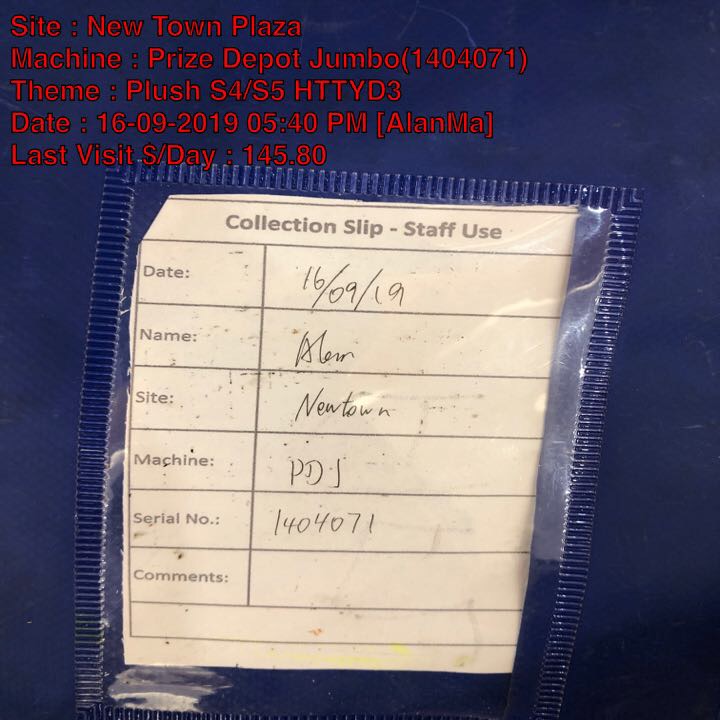 Site : New Town Plaza
Machine : Prize Depot Jumbo(1404071)
Theme : Plush S4/S5 HTTYD3
Date : 16-09-2019 05:40 PM [AlanMa]
Last Visit $/Day : 145.80
Collection Slip - Staff Use
Date: 16/09/19
Name: Alan
Site: Newtown
Machine: PDJ
Serial No.: 1404071
Comments: